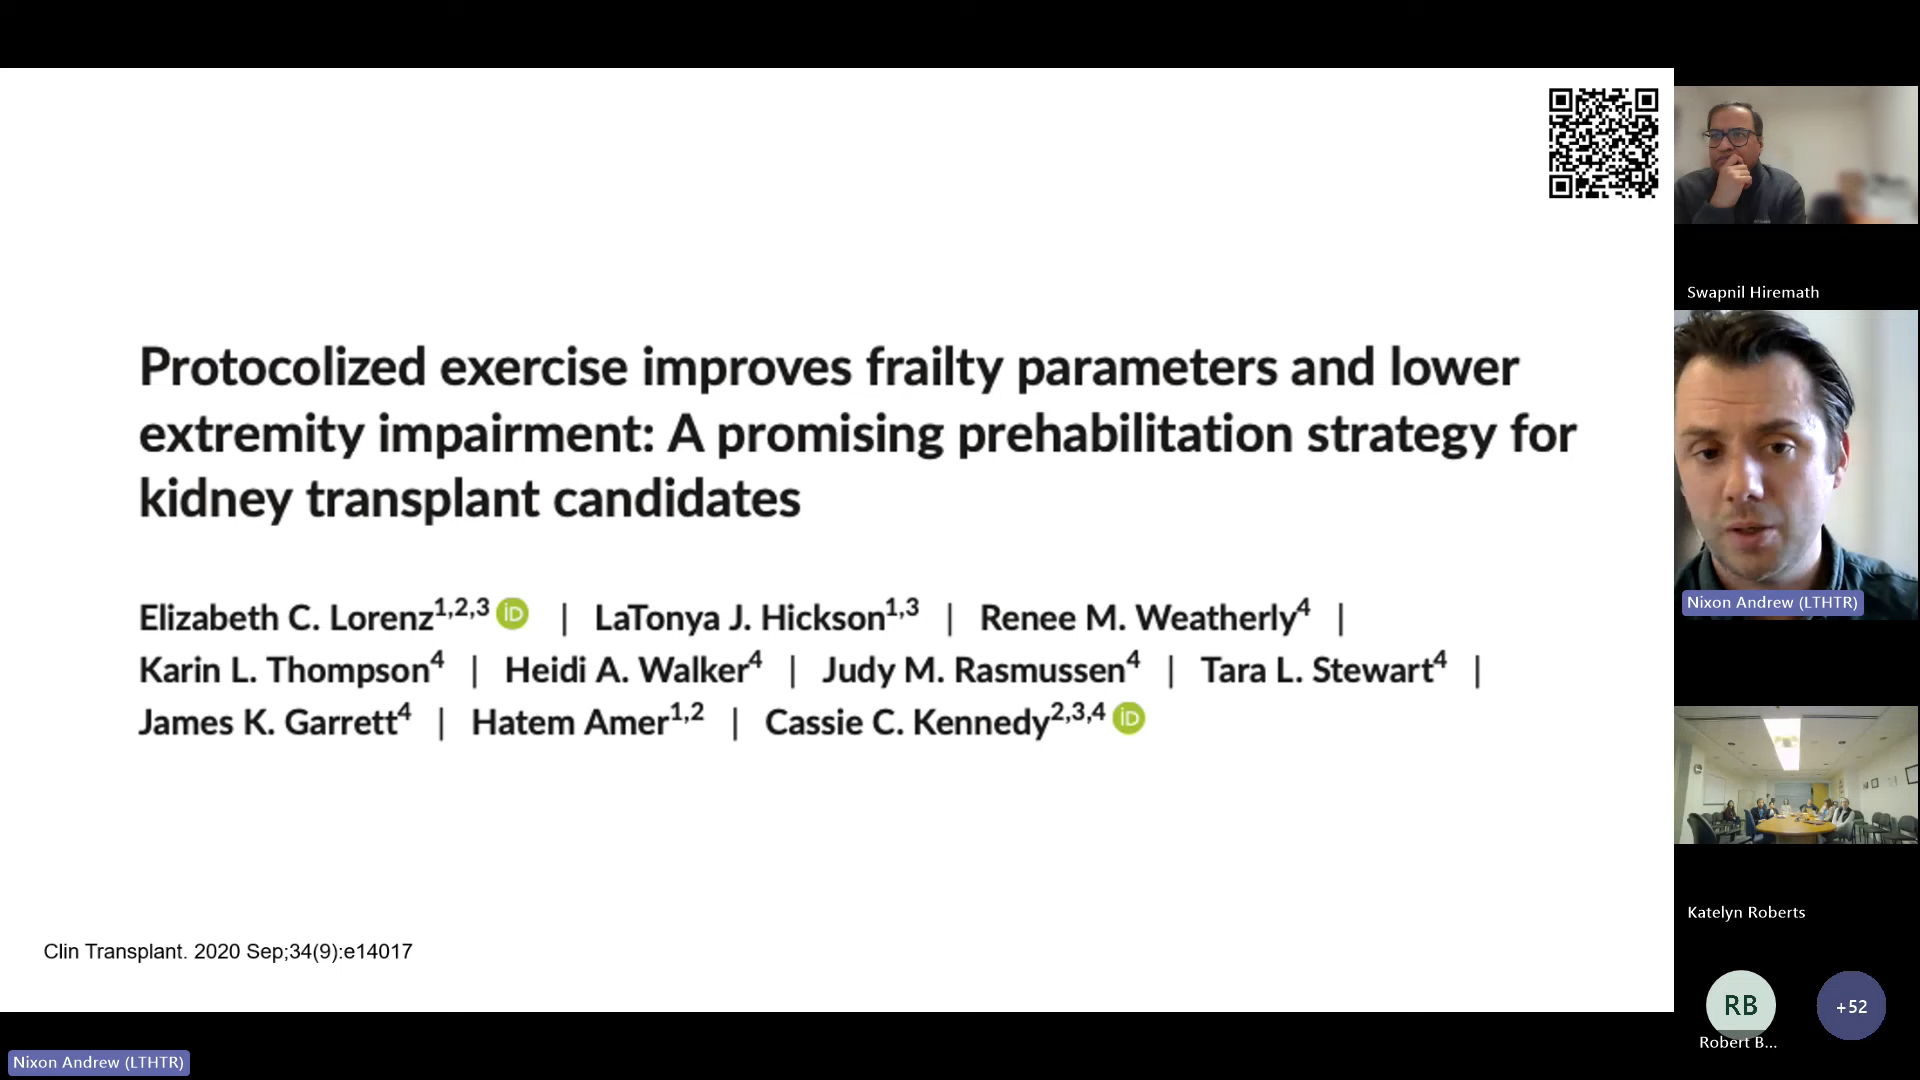 Protocolized exercise improves frailty parameters and lower
extremity impairment: A promising prehabilitation strategy for
kidney transplant candidates
Elizabeth C. Lorenz1,2,3 iD | LaTonya J. Hickson1,3 | Renee M. Weatherly4 |
Karin L. Thompson4 | Heidi A. Walker4 | Judy M. Rasmussen4 | Tara L. Stewart4 |
James K. Garrett4 | Hatem Amer1,2 | Cassie C. Kennedy2,3,4 iD
Clin Transplant. 2020 Sep;34(9):e14017
Swapnil Hiremath
Nixon Andrew (LTHTR)
Katelyn Roberts
RB
+52
Robert B...
Nixon Andrew (LTHTR)